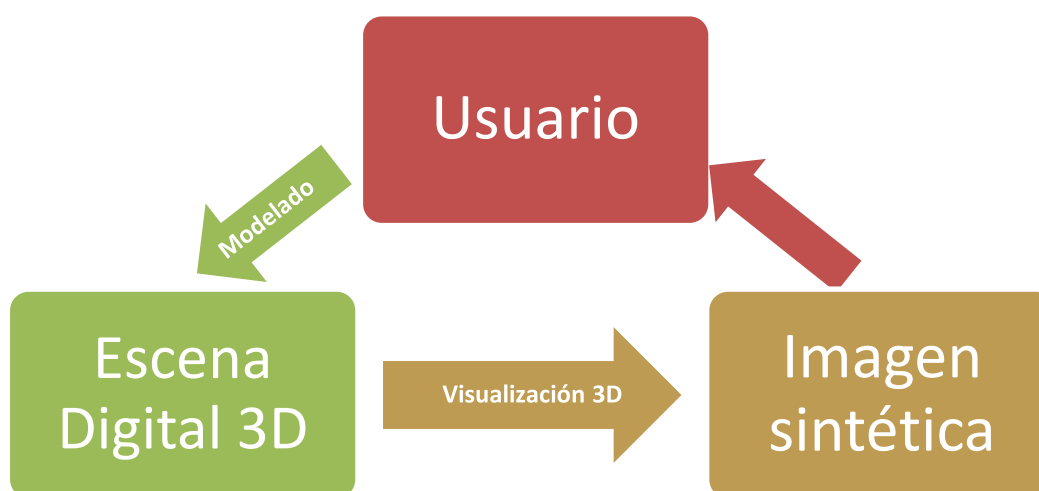 Usuario
Modelado
Escena
Digital 3D
Visualización 3D
Imagen
sintética